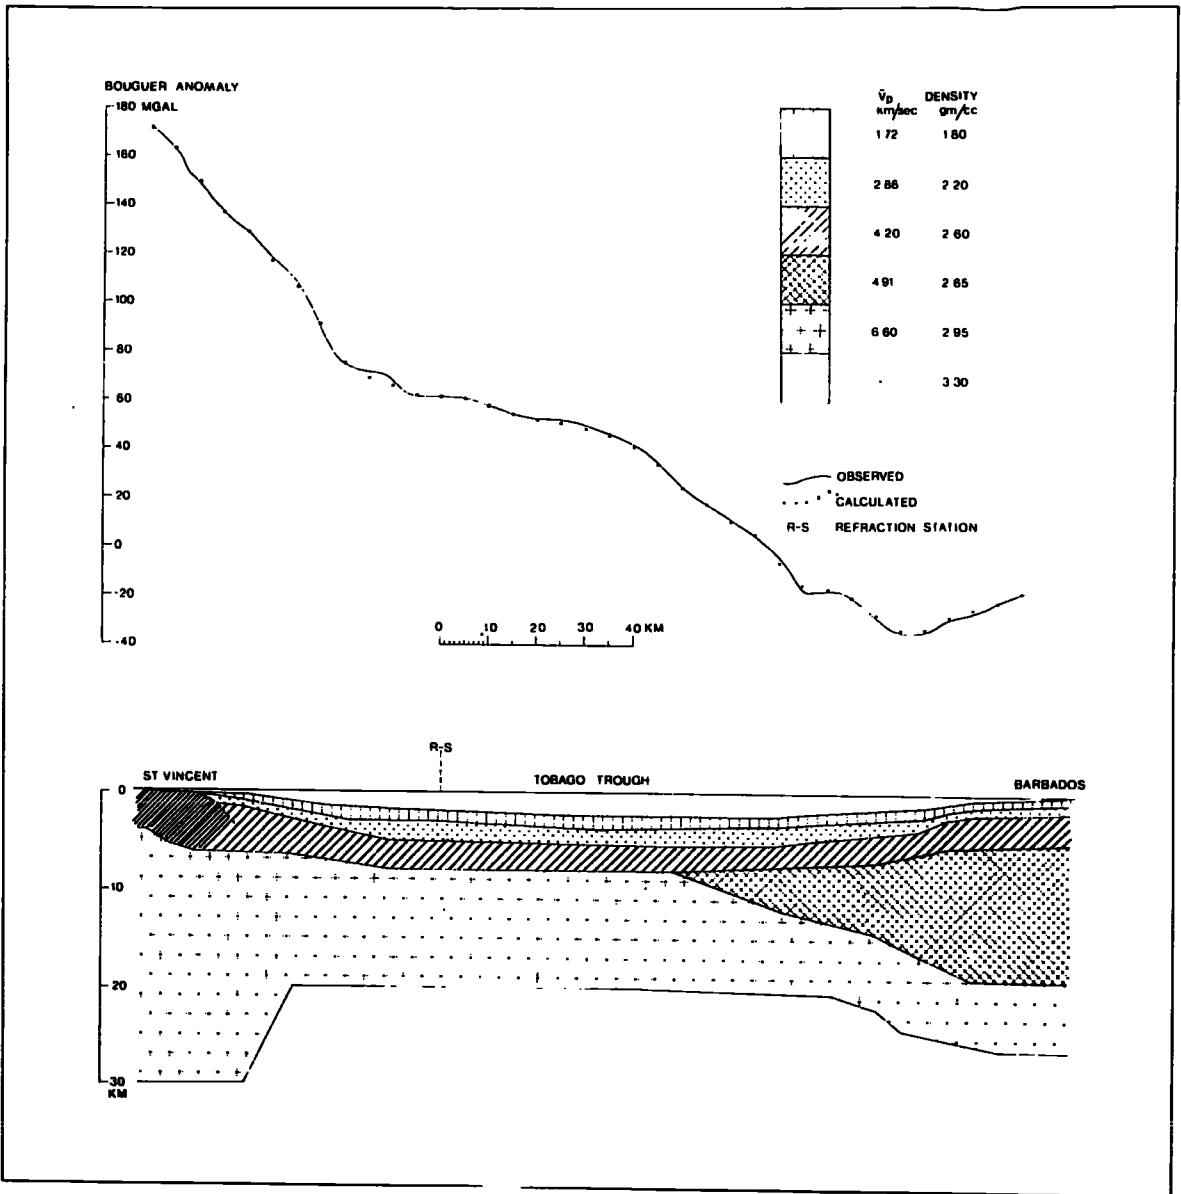 BOUGUER ANOMALY
180 MGAL
160
140
120
100
80
60
40
20
0
-20
-40
V̄p DENSITY
km/sec gm/cc
1 72 1 80
2 86 2 20
4 20 2 60
4 91 2 65
6 60 2 95
3 30
OBSERVED
CALCULATED
R-S REFRACTION STATION
0 10 20 30 40 KM
R-S
ST VINCENT TOBAGO TROUGH BARBADOS
0
10
20
30
KM